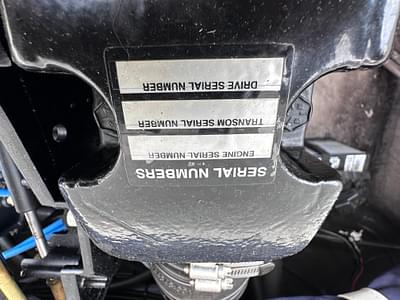 SERIAL NUMBERS
ENGINE SERIAL NUMBER
TRANSOM SERIAL NUMBER
DRIVE SERIAL NUMBER